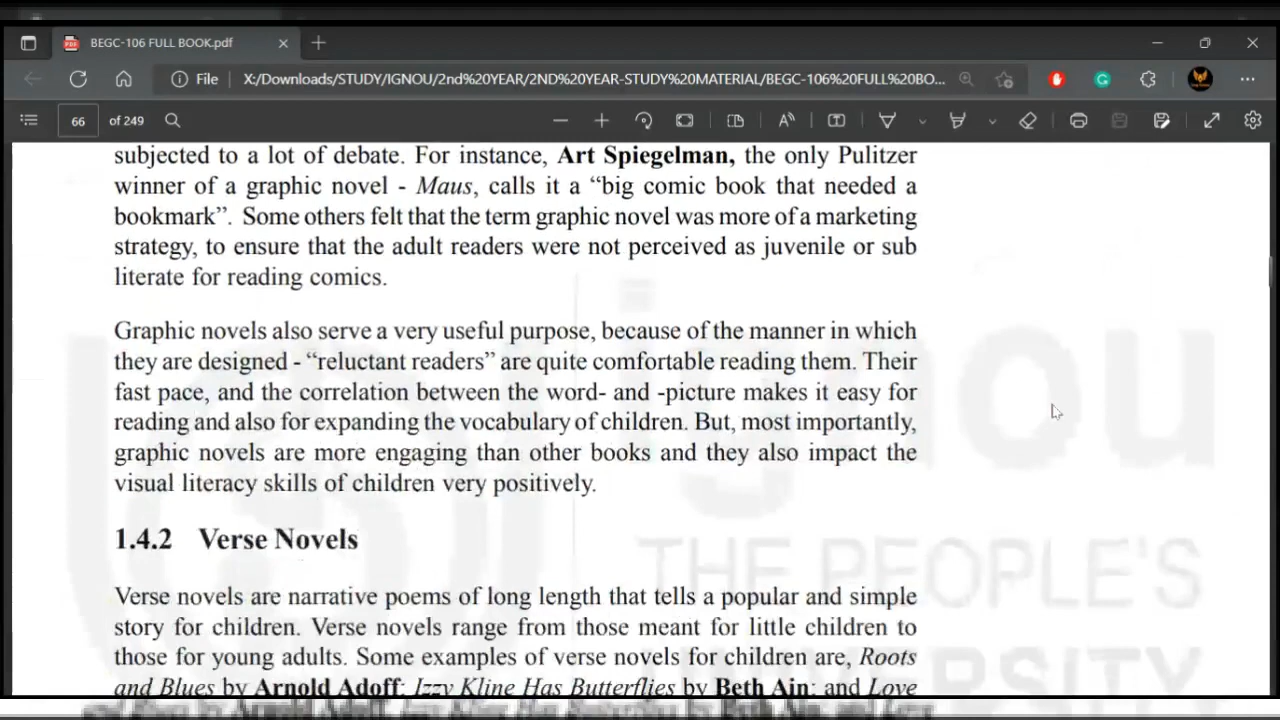 BEGC-106 FULL BOOK.pdf
File X:/Downloads/STUDY/IGNOU/2nd%20YEAR/2ND%20YEAR-STUDY%20MATERIAL/BEGC-106%20FULL%20BO...
66 of 249
subjected to a lot of debate. For instance, Art Spiegelman, the only Pulitzer
winner of a graphic novel - Maus, calls it a “big comic book that needed a
bookmark”. Some others felt that the term graphic novel was more of a marketing
strategy, to ensure that the adult readers were not perceived as juvenile or sub
literate for reading comics.
Graphic novels also serve a very useful purpose, because of the manner in which
they are designed - “reluctant readers” are quite comfortable reading them. Their
fast pace, and the correlation between the word- and -picture makes it easy for
reading and also for expanding the vocabulary of children. But, most importantly,
graphic novels are more engaging than other books and they also impact the
visual literacy skills of children very positively.
1.4.2 Verse Novels
Verse novels are narrative poems of long length that tells a popular and simple
story for children. Verse novels range from those meant for little children to
those for young adults. Some examples of verse novels for children are, Roots
and Blues by Arnold Adoff; Izzy Kline Has Butterflies by Beth Ain; and Love
ignou
THE PEOPLE'S